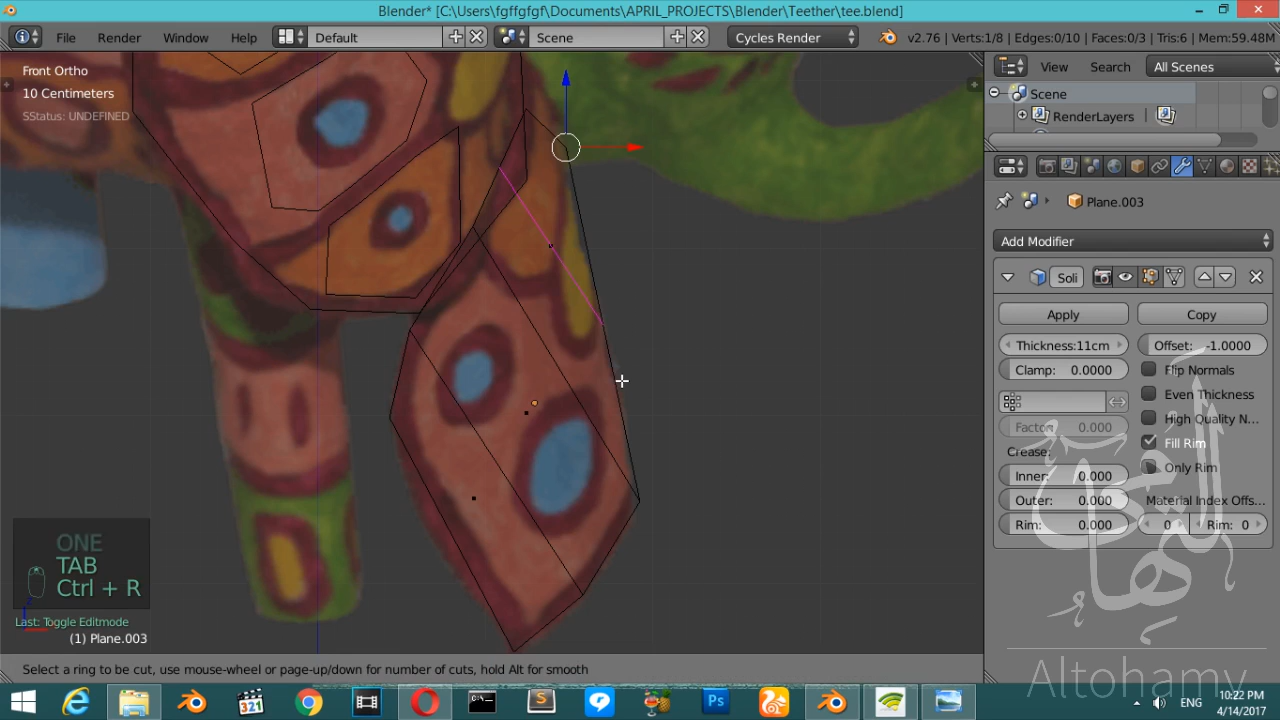 Blender* [C:\Users\fgffgfgf\Documents\APRIL_PROJECTS\Blender\Teether\tee.blend]
File Render Window Help Default Scene Cycles Render v2.76 | Verts:1/8 | Edges:0/10 | Faces:0/3 | Tris:6 | Mem:59.48M
Front Ortho
10 Centimeters
SStatus: UNDEFINED
View Search All Scenes
Scene
RenderLayers
Plane.003
Add Modifier
Soli
Apply Copy
Thickness:11cm Offset: -1.0000
Clamp: 0.0000 Flip Normals
Even Thickness
High Quality N...
Factor: 0.000 Fill Rim
Crease: Only Rim
Inner: 0.000
Outer: 0.000 Material Index Offs...
Rim: 0.000 0 Rim: 0
ONE
TAB
Ctrl + R
Last: Toggle Editmode
(1) Plane.003
Select a ring to be cut, use mouse-wheel or page-up/down for number of cuts, hold Alt for smooth
Altohamy
321
Ps
ENG
10:22 PM
4/14/2017